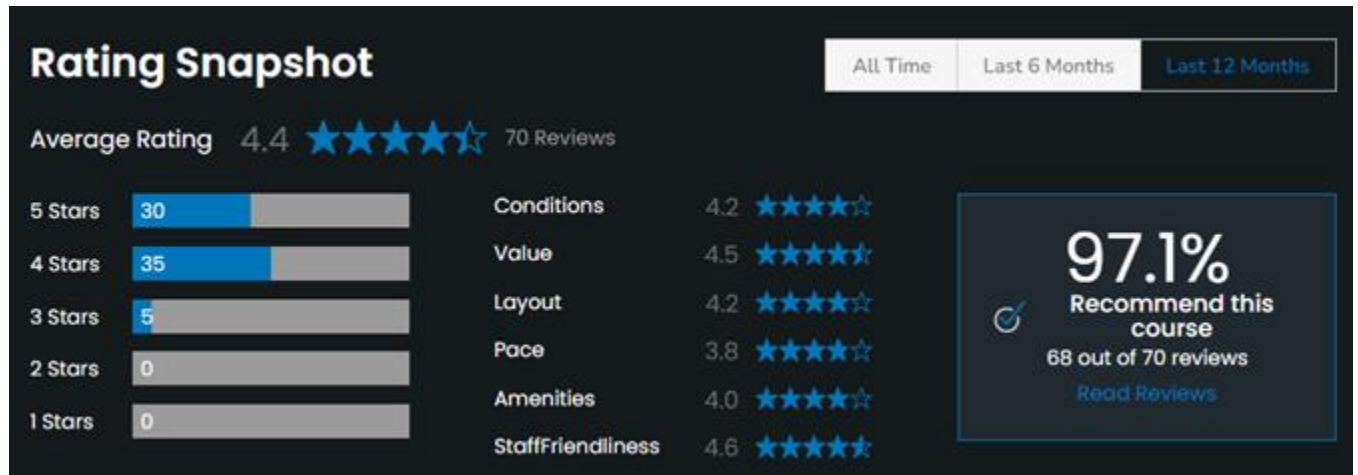 Rating Snapshot
All Time Last 6 Months Last 12 Months
Average Rating 4.4 70 Reviews
5 Stars 30
4 Stars 35
3 Stars 5
2 Stars 0
1 Stars 0
Conditions 4.2
Value 4.5
Layout 4.2
Pace 3.8
Amenities 4.0
StaffFriendliness 4.6
97.1%
Recommend this
course
68 out of 70 reviews
Read Reviews